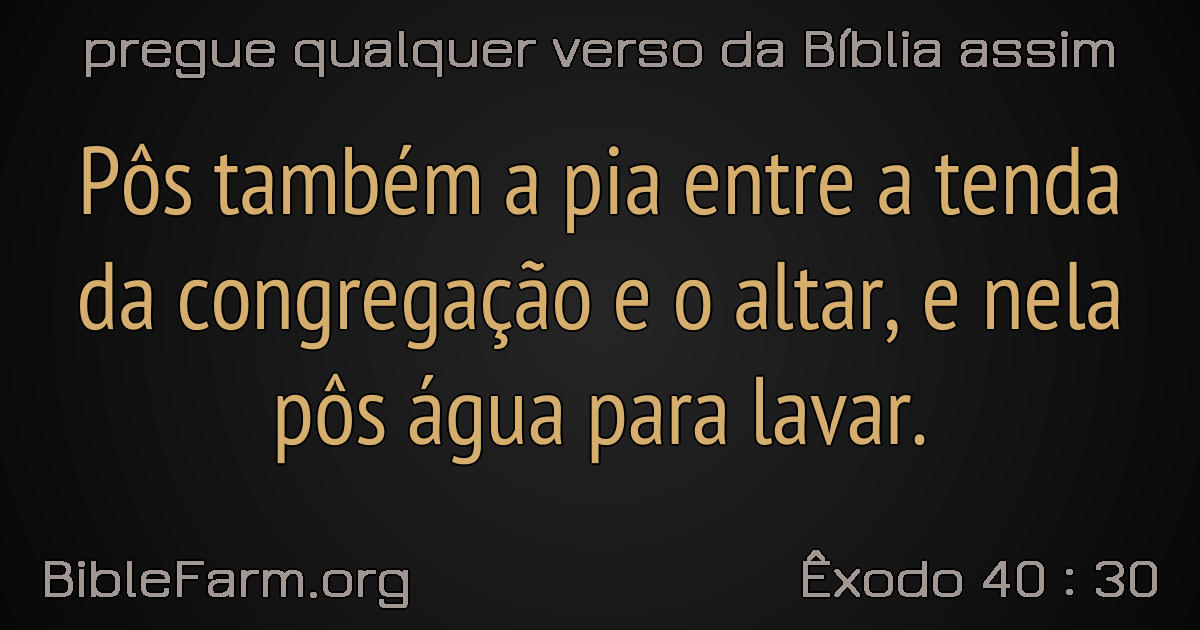 pregue qualquer verso da Bíblia assim
Pôs também a pia entre a tenda
da congregação e o altar, e nela
pôs água para lavar.
BibleFarm.org
Êxodo 40 : 30